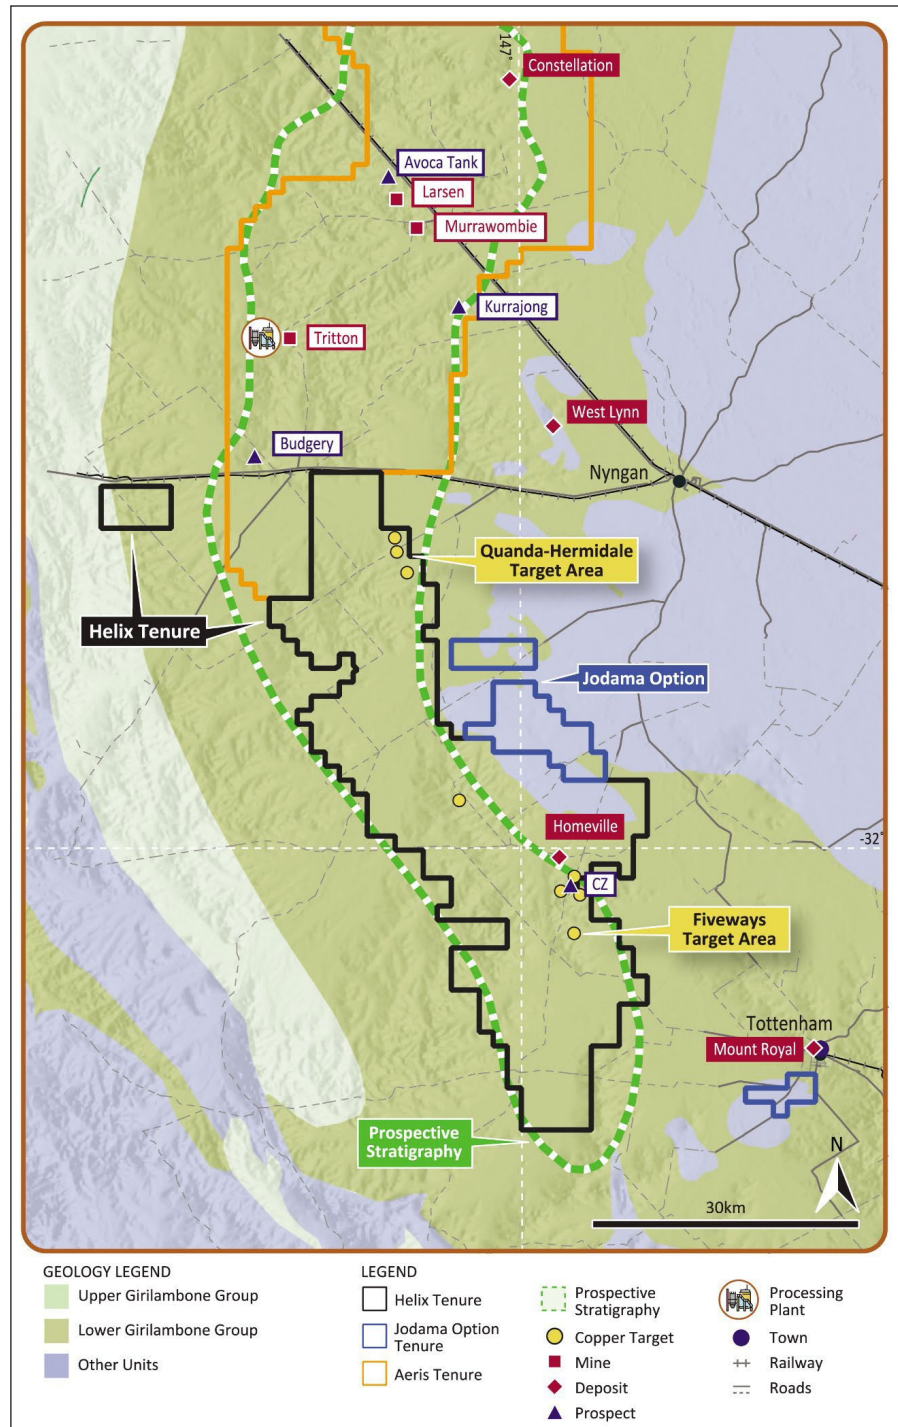 147°
Constellation
Avoca Tank
Larsen
Murrawombie
Kurrajong
Tritton
West Lynn
Budgery
Nyngan
Quanda-Hermidale
Target Area
Helix Tenure
Jodama Option
Homeville
-32°
CZ
Fiveways
Target Area
Tottenham
Mount Royal
Prospective
Stratigraphy
N
30km
GEOLOGY LEGEND
Upper Girilambone Group
Lower Girilambone Group
Other Units
LEGEND
Helix Tenure
Jodama Option
Tenure
Aeris Tenure
Prospective
Stratigraphy
Copper Target
Mine
Deposit
Prospect
Processing
Plant
Town
Railway
Roads